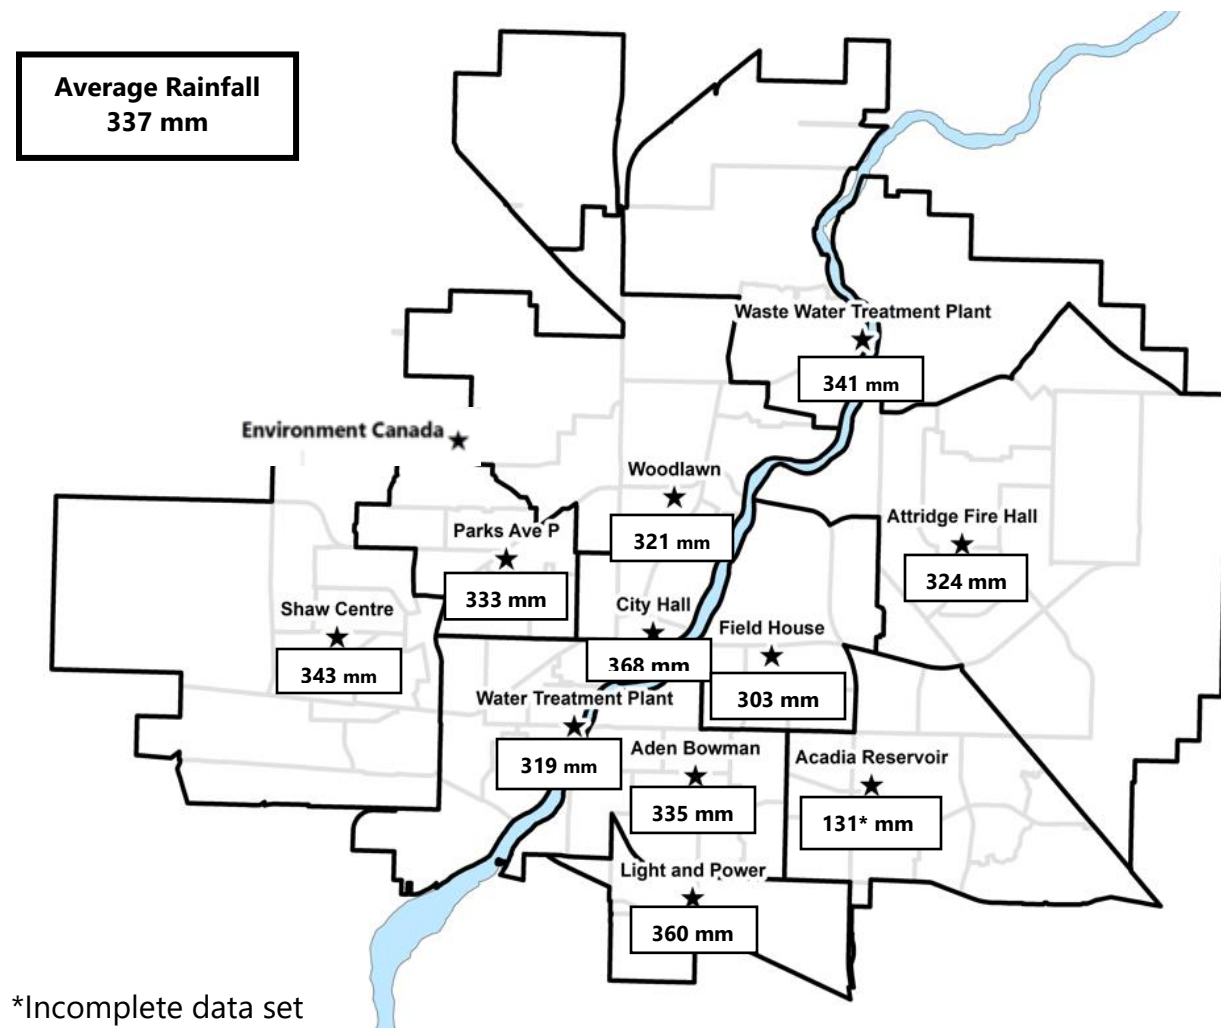 Average Rainfall
337 mm
Waste Water Treatment Plant
341 mm
Environment Canada
Woodlawn
321 mm
Attridge Fire Hall
324 mm
Parks Ave P
333 mm
Shaw Centre
343 mm
City Hall
368 mm
Field House
303 mm
Water Treatment Plant
319 mm
Aden Bowman
335 mm
Acadia Reservoir
131* mm
Light and Power
360 mm
*Incomplete data set